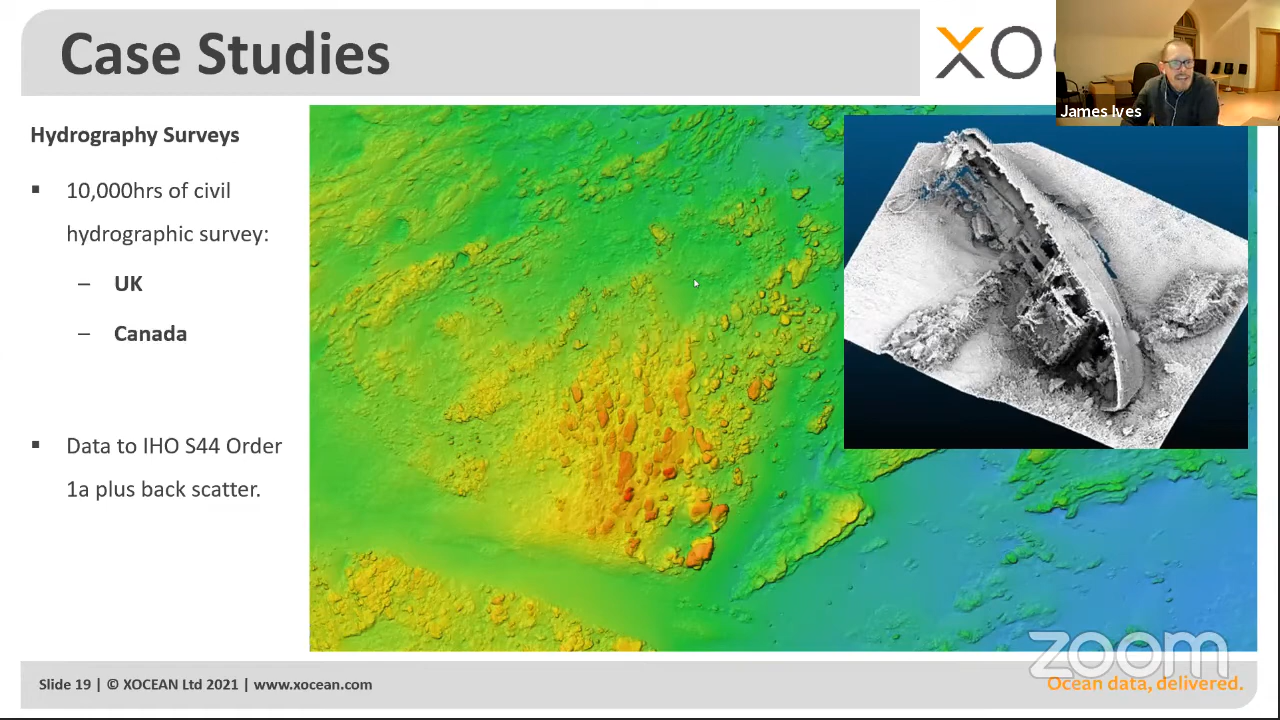 Case Studies
XO
James Ives
Hydrography Surveys
10,000hrs of civil
hydrographic survey:
– UK
– Canada
Data to IHO S44 Order
1a plus back scatter.
zoom
Slide 19 | © XOCEAN Ltd 2021 | www.xocean.com
Ocean data, delivered.